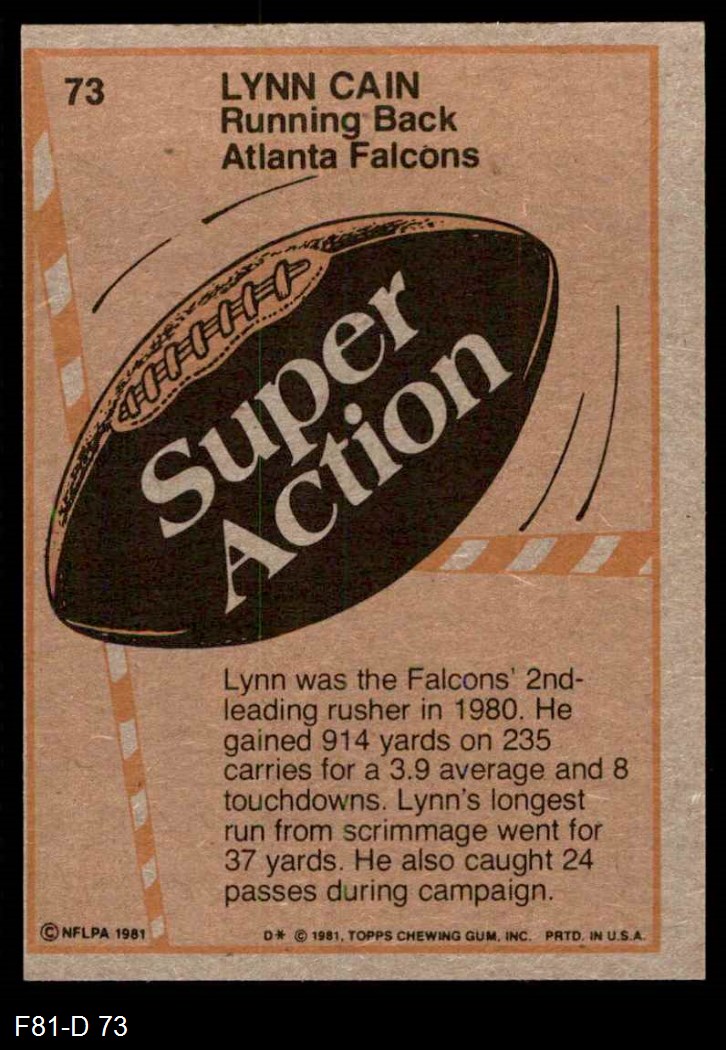 73
LYNN CAIN
Running Back
Atlanta Falcons
Super
Action
Lynn was the Falcons' 2nd-
leading rusher in 1980. He
gained 914 yards on 235
carries for a 3.9 average and 8
touchdowns. Lynn's longest
run from scrimmage went for
37 yards. He also caught 24
passes during campaign.
© NFLPA 1981
D* © 1981, TOPPS CHEWING GUM, INC. PRTD. IN U.S.A.
F81-D 73